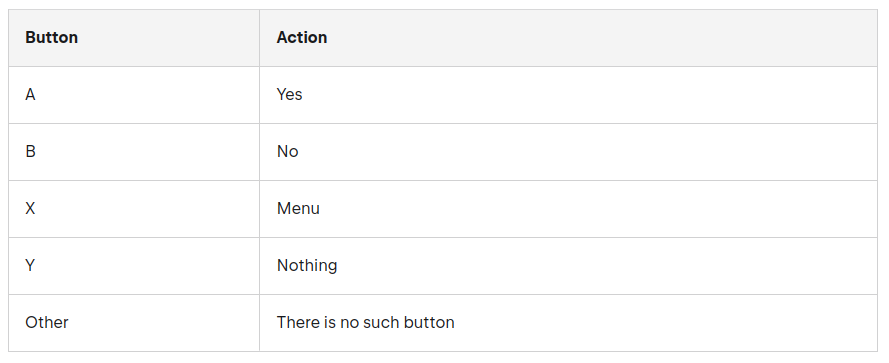 Button Action
A Yes
B No
X Menu
Y Nothing
Other There is no such button